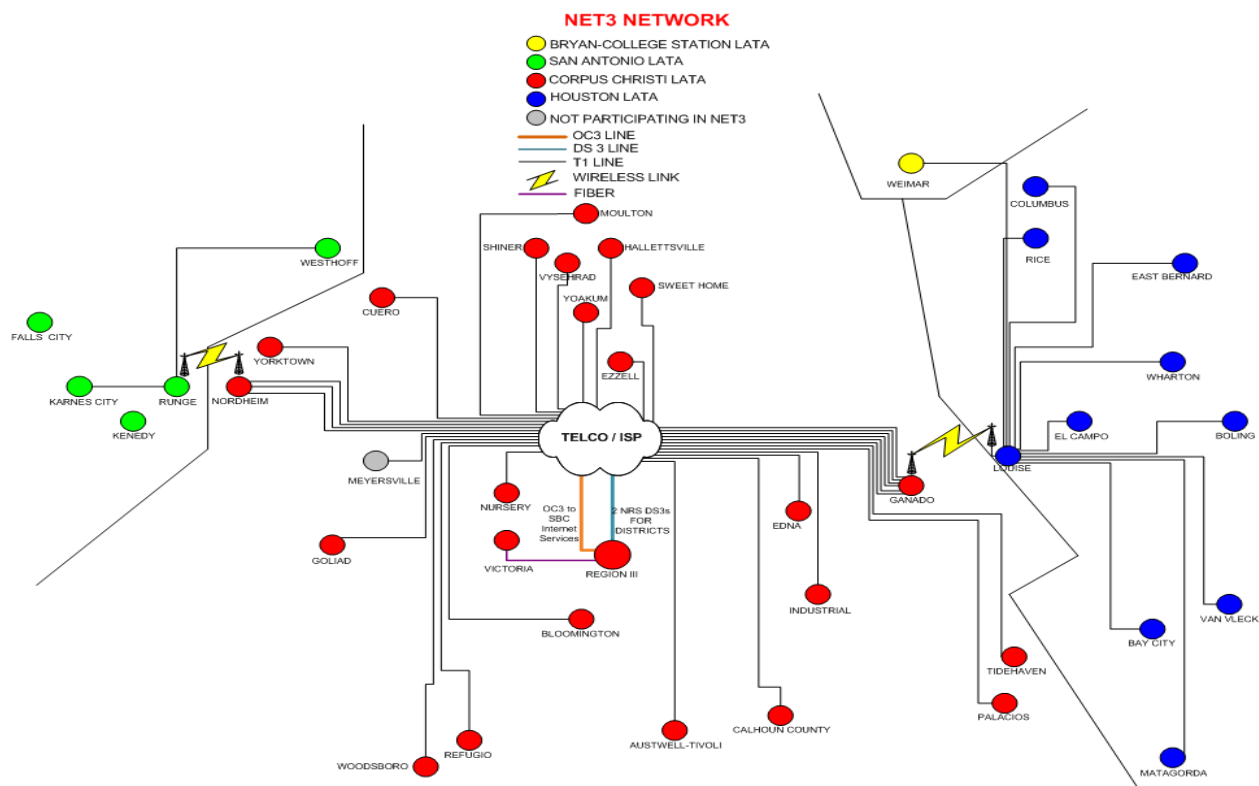 NET3 NETWORK
BRYAN-COLLEGE STATION LATA
SAN ANTONIO LATA
CORPUS CHRISTI LATA
HOUSTON LATA
NOT PARTICIPATING IN NET3
OC3 LINE
DS 3 LINE
T1 LINE
WIRELESS LINK
FIBER
WEIMAR
COLUMBUS
MOULTON
SHINER
HALLETTSVILLE
VYSEHRAD
WESTHOFF
RICE
EAST BERNARD
SWEET HOME
YOAKUM
CUERO
FALLS CITY
YORKTOWN
EZZELL
WHARTON
KARNES CITY
RUNGE
NORDHEIM
KENEDY
TELCO / ISP
EL CAMPO
BOLING
LOUISE
MEYERSVILLE
GANADO
NURSERY
OC3 to
SBC
Internet
Services
2 NRS DS3s
FOR
DISTRICTS
EDNA
GOLIAD
VICTORIA
REGION III
INDUSTRIAL
BLOOMINGTON
VAN VLECK
BAY CITY
TIDEHAVEN
PALACIOS
CALHOUN COUNTY
AUSTWELL-TIVOLI
REFUGIO
WOODSBORO
MATAGORDA